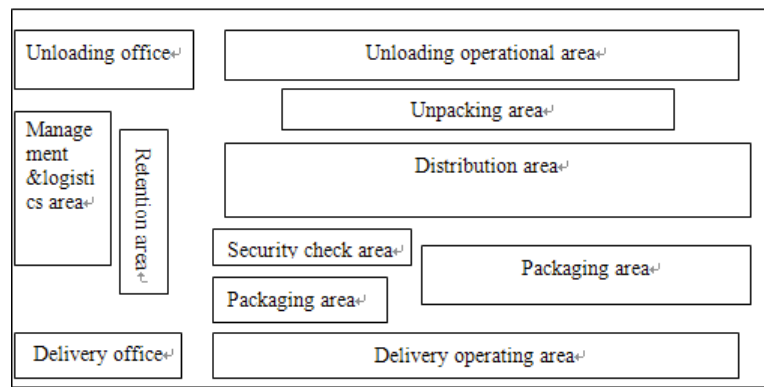 Unloading office↵
Unloading operational area↵
Unpacking area↵
Manage
ment
&logisti
cs area↵
Retention area↵
Distribution area↵
Security check area↵
Packaging area↵
Packaging area↵
Delivery office↵
Delivery operating area↵